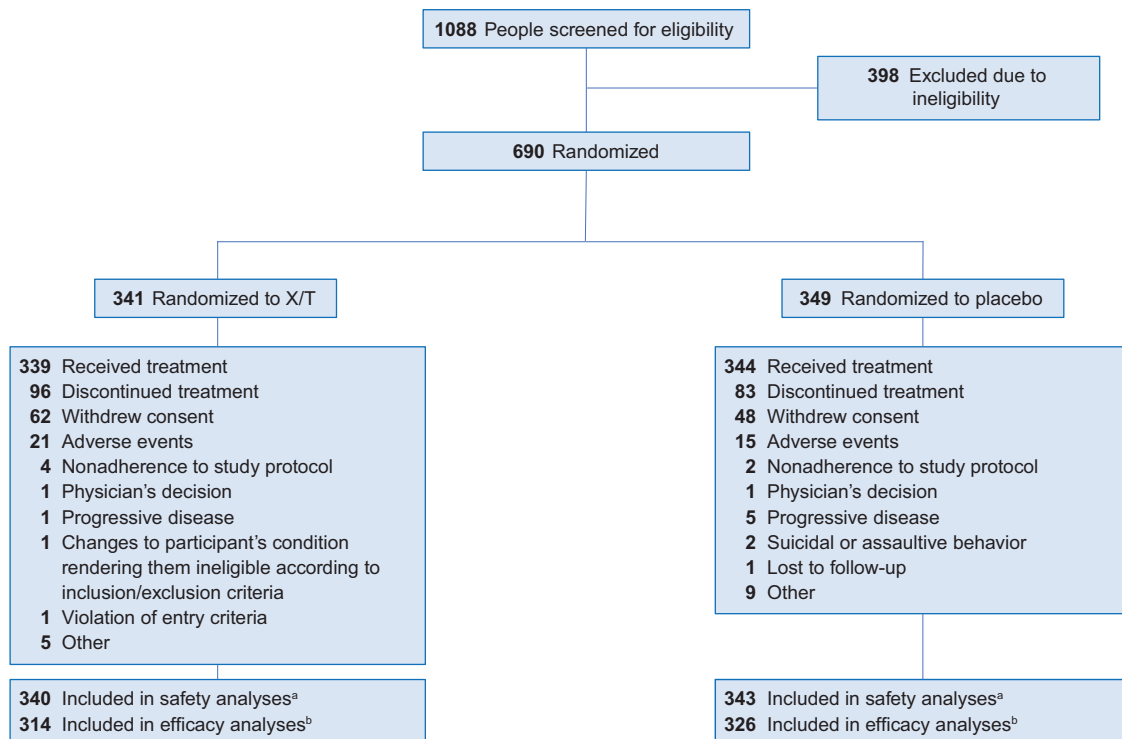 1088 People screened for eligibility
398 Excluded due to
ineligibility
690 Randomized
341 Randomized to X/T
349 Randomized to placebo
339 Received treatment
96 Discontinued treatment
62 Withdrew consent
21 Adverse events
4 Nonadherence to study protocol
1 Physician's decision
1 Progressive disease
1 Changes to participant's condition
rendering them ineligible according to
inclusion/exclusion criteria
1 Violation of entry criteria
5 Other
344 Received treatment
83 Discontinued treatment
48 Withdrew consent
15 Adverse events
2 Nonadherence to study protocol
1 Physician's decision
5 Progressive disease
2 Suicidal or assaultive behavior
1 Lost to follow-up
9 Other
340 Included in safety analysesᵃ
314 Included in efficacy analysesᵇ
343 Included in safety analysesᵃ
326 Included in efficacy analysesᵇ